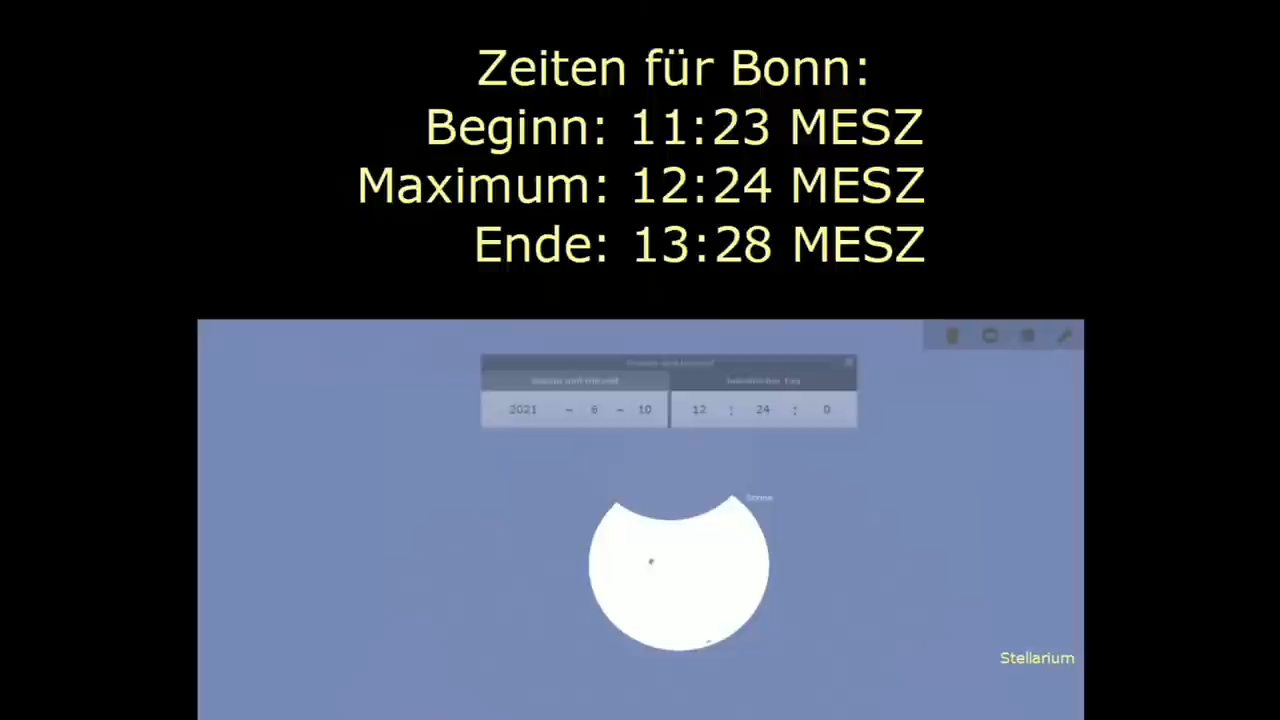 Zeiten für Bonn:
Beginn: 11:23 MESZ
Maximum: 12:24 MESZ
Ende: 13:28 MESZ
2021 – 6 – 10 12 : 24 : 0
Sonne
Stellarium